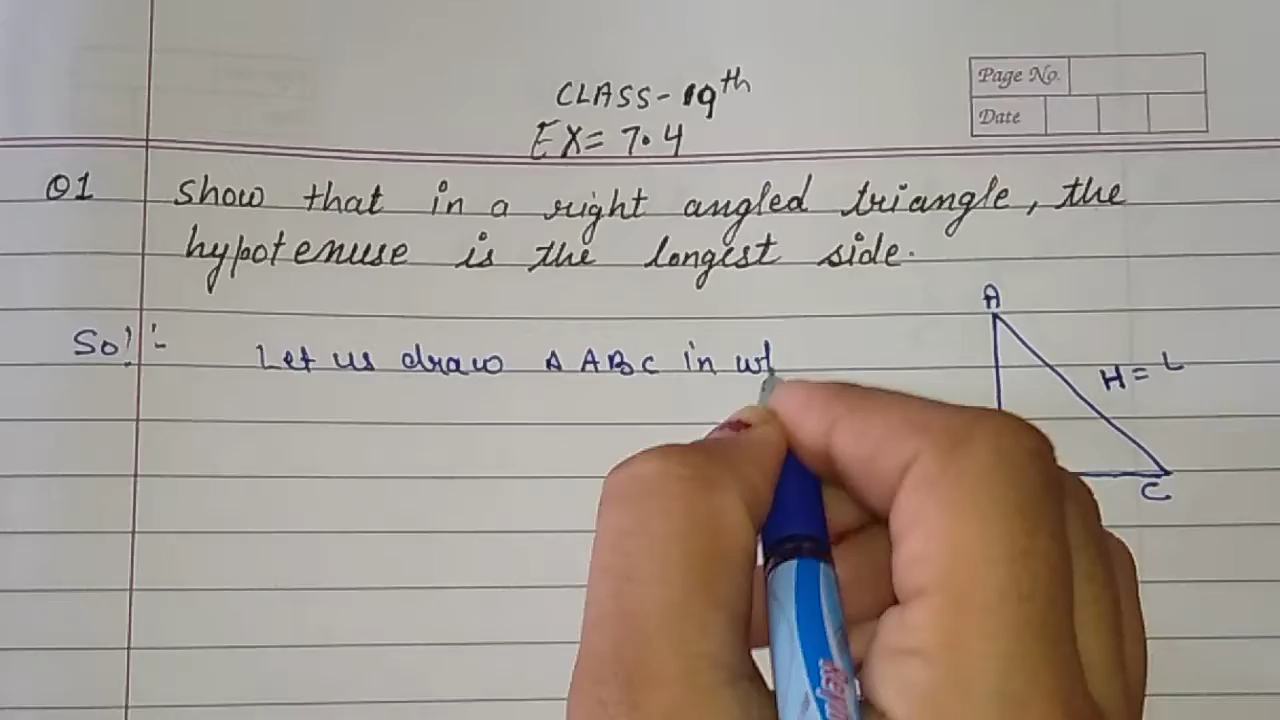 CLASS - 9th
EX = 7.4
Page No.
Date
Q1 Show that in a right angled triangle, the
hypotenuse is the longest side.
A
Sol:- Let us draw Δ ABC in wh
H = L
C